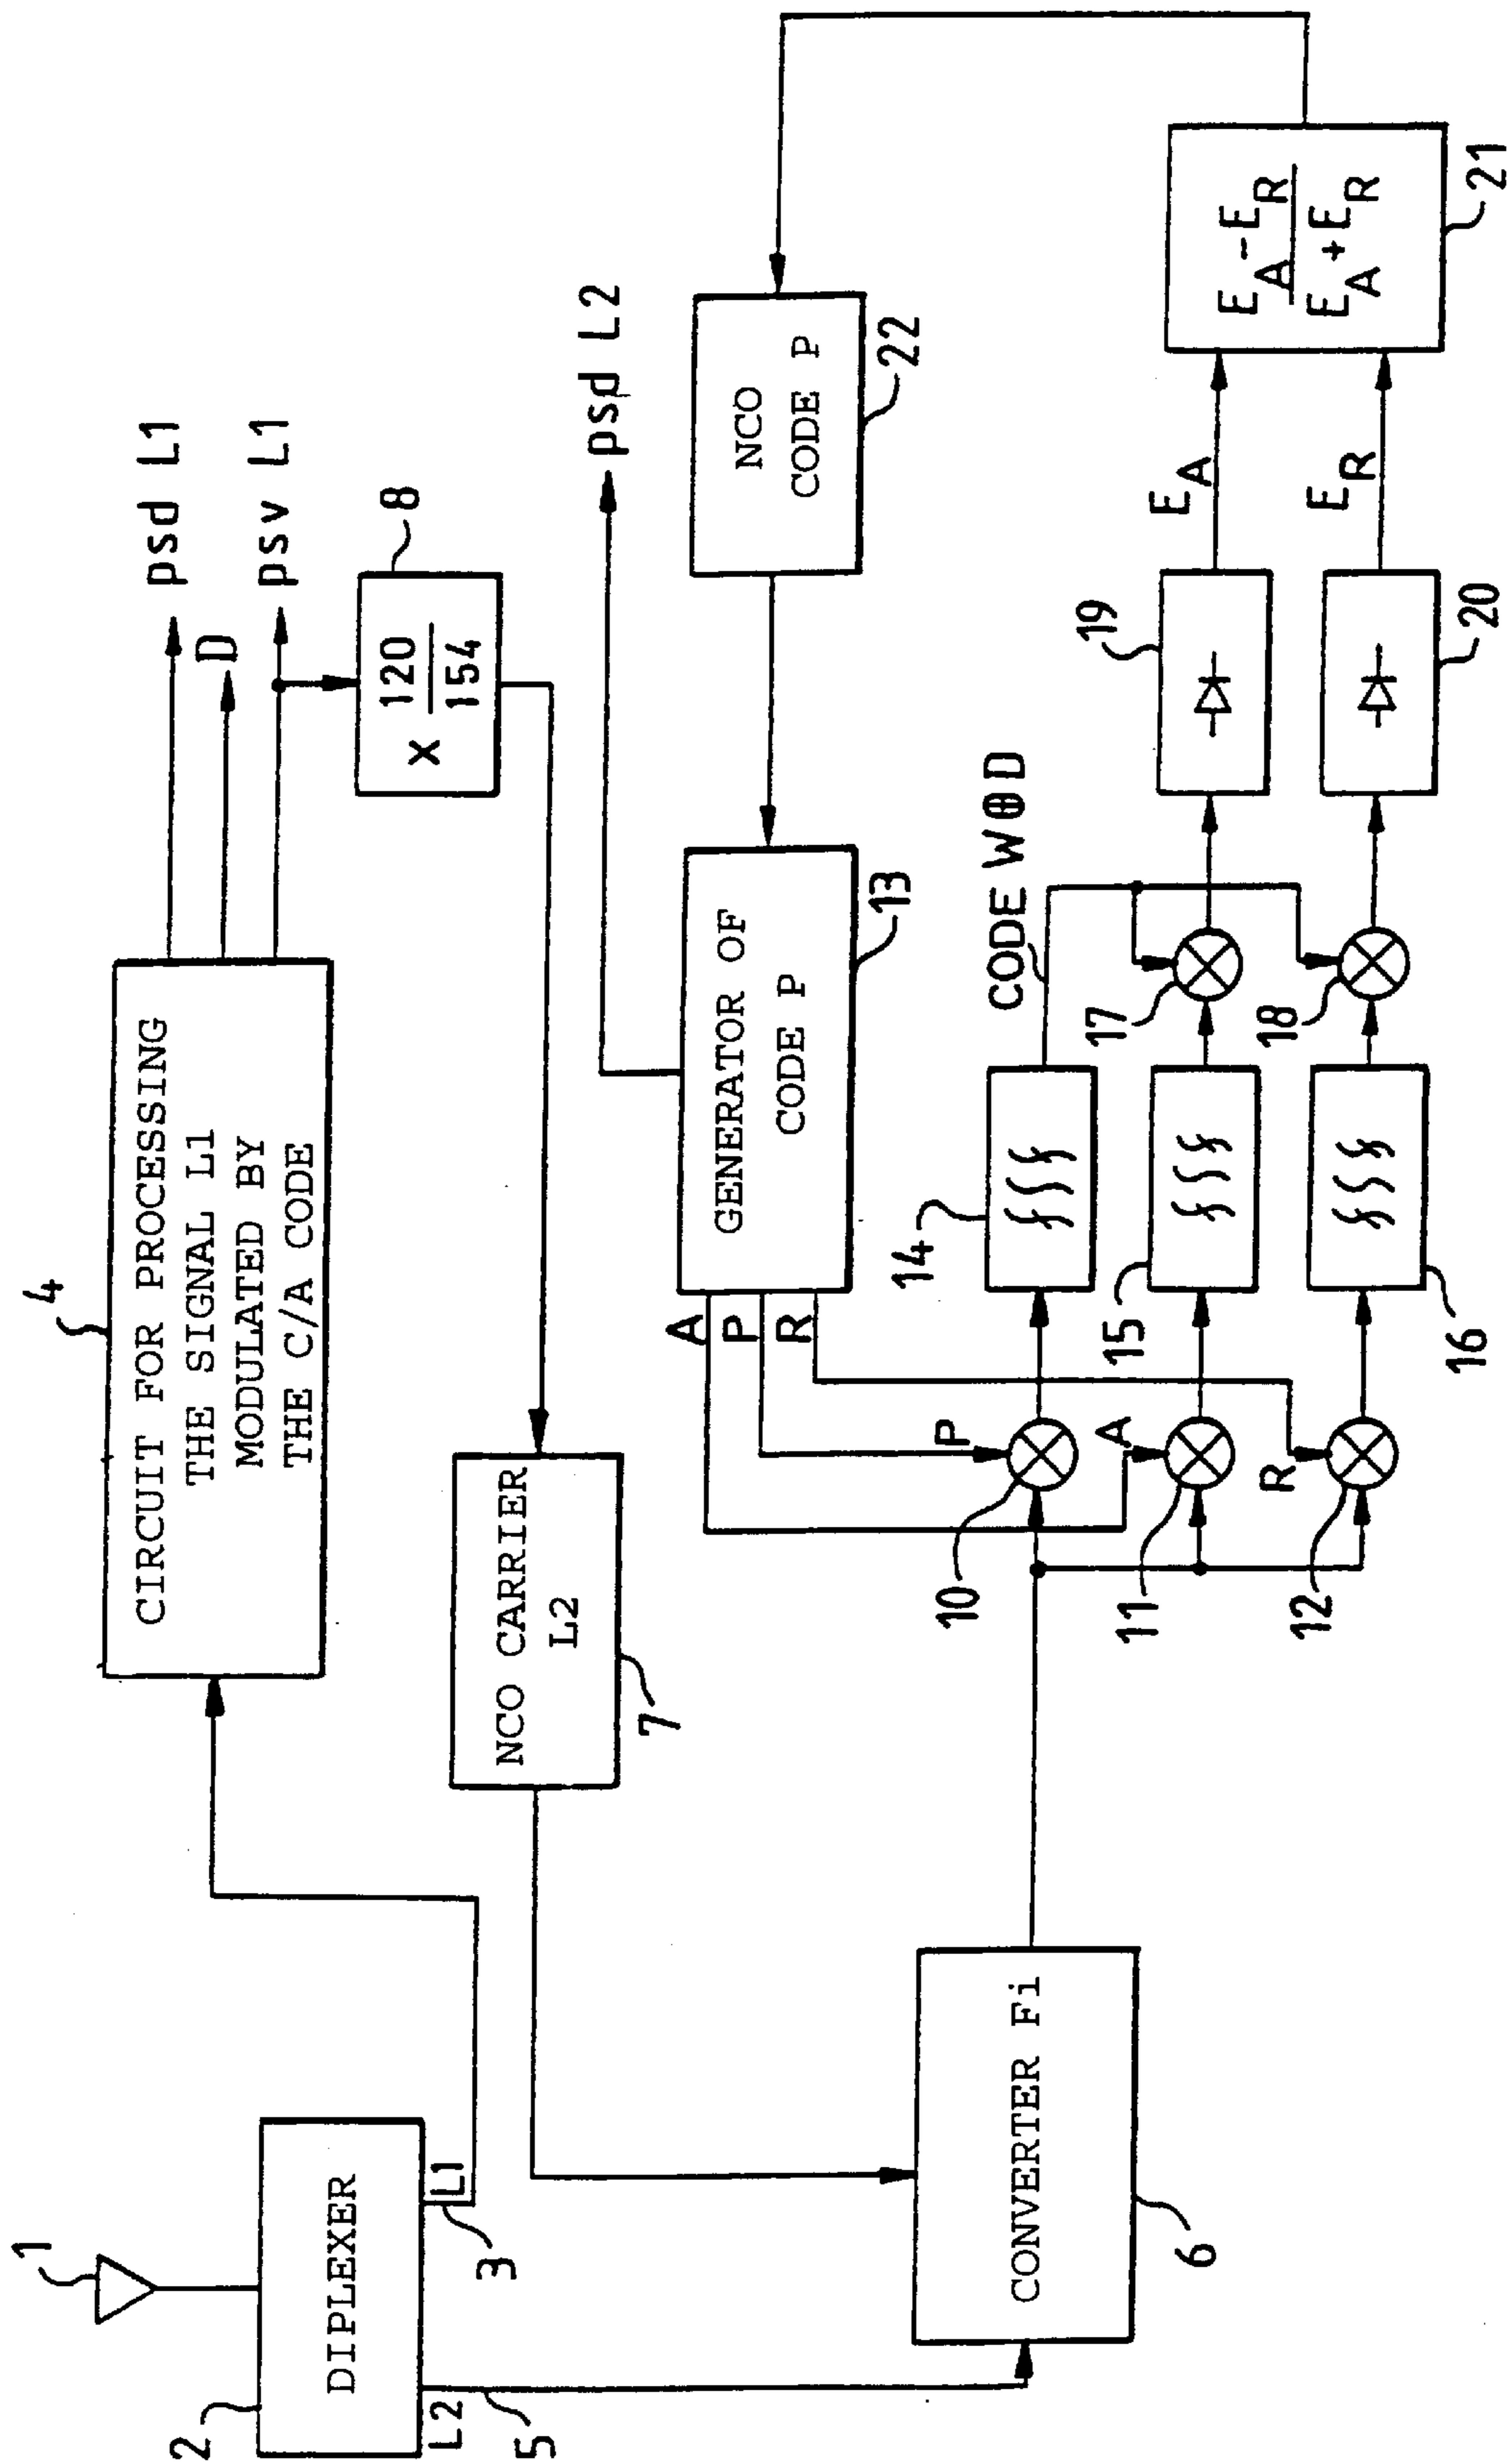 1
2
DIPLEXER
L2
L1
3
5
4
CIRCUIT FOR PROCESSING
THE SIGNAL L1
MODULATED BY
THE C/A CODE
psd L1
D
psv L1
8
X 120
154
NCO CARRIER
L2
7
psd L2
CONVERTER Fi
6
GENERATOR OF
CODE P
13
A
P
R
NCO
CODE P
22
P
A
R
10
11
12
14
15
16
CODE W⊕D
17
18
19
20
E_A
E_R
E_A - E_R
E_A + E_R
21